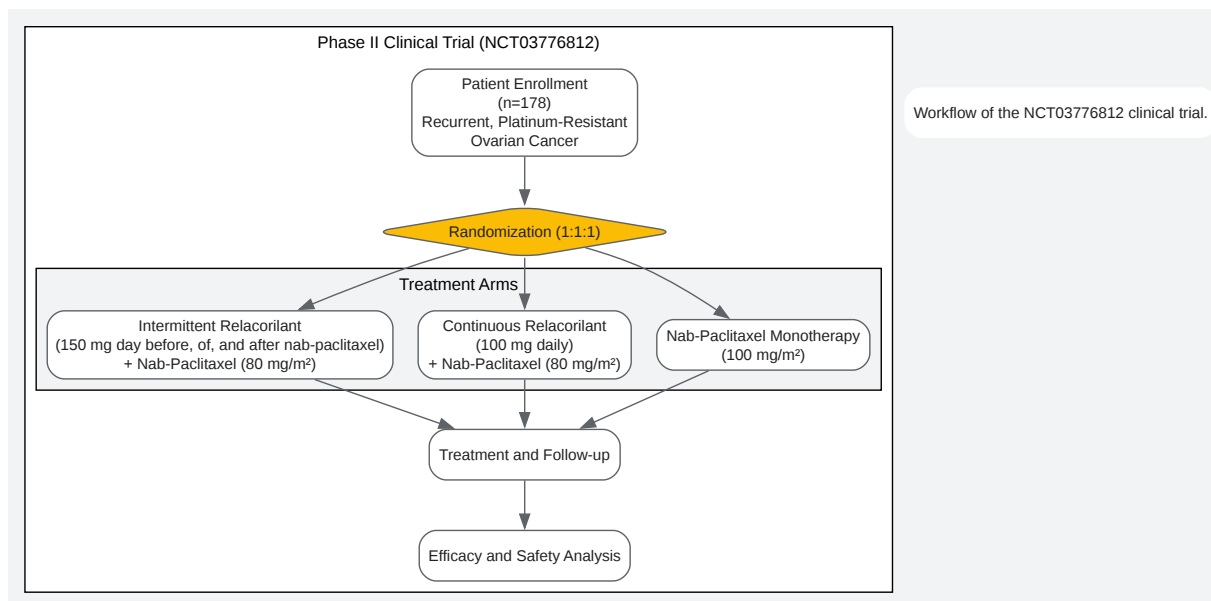 Phase II Clinical Trial (NCT03776812)
Patient Enrollment
(n=178)
Recurrent, Platinum-Resistant
Ovarian Cancer
Workflow of the NCT03776812 clinical trial.
Randomization (1:1:1)
Treatment Arms
Intermittent Relacorilant
(150 mg day before, of, and after nab-paclitaxel)
+ Nab-Paclitaxel (80 mg/m²)
Continuous Relacorilant
(100 mg daily)
+ Nab-Paclitaxel (80 mg/m²)
Nab-Paclitaxel Monotherapy
(100 mg/m²)
Treatment and Follow-up
Efficacy and Safety Analysis